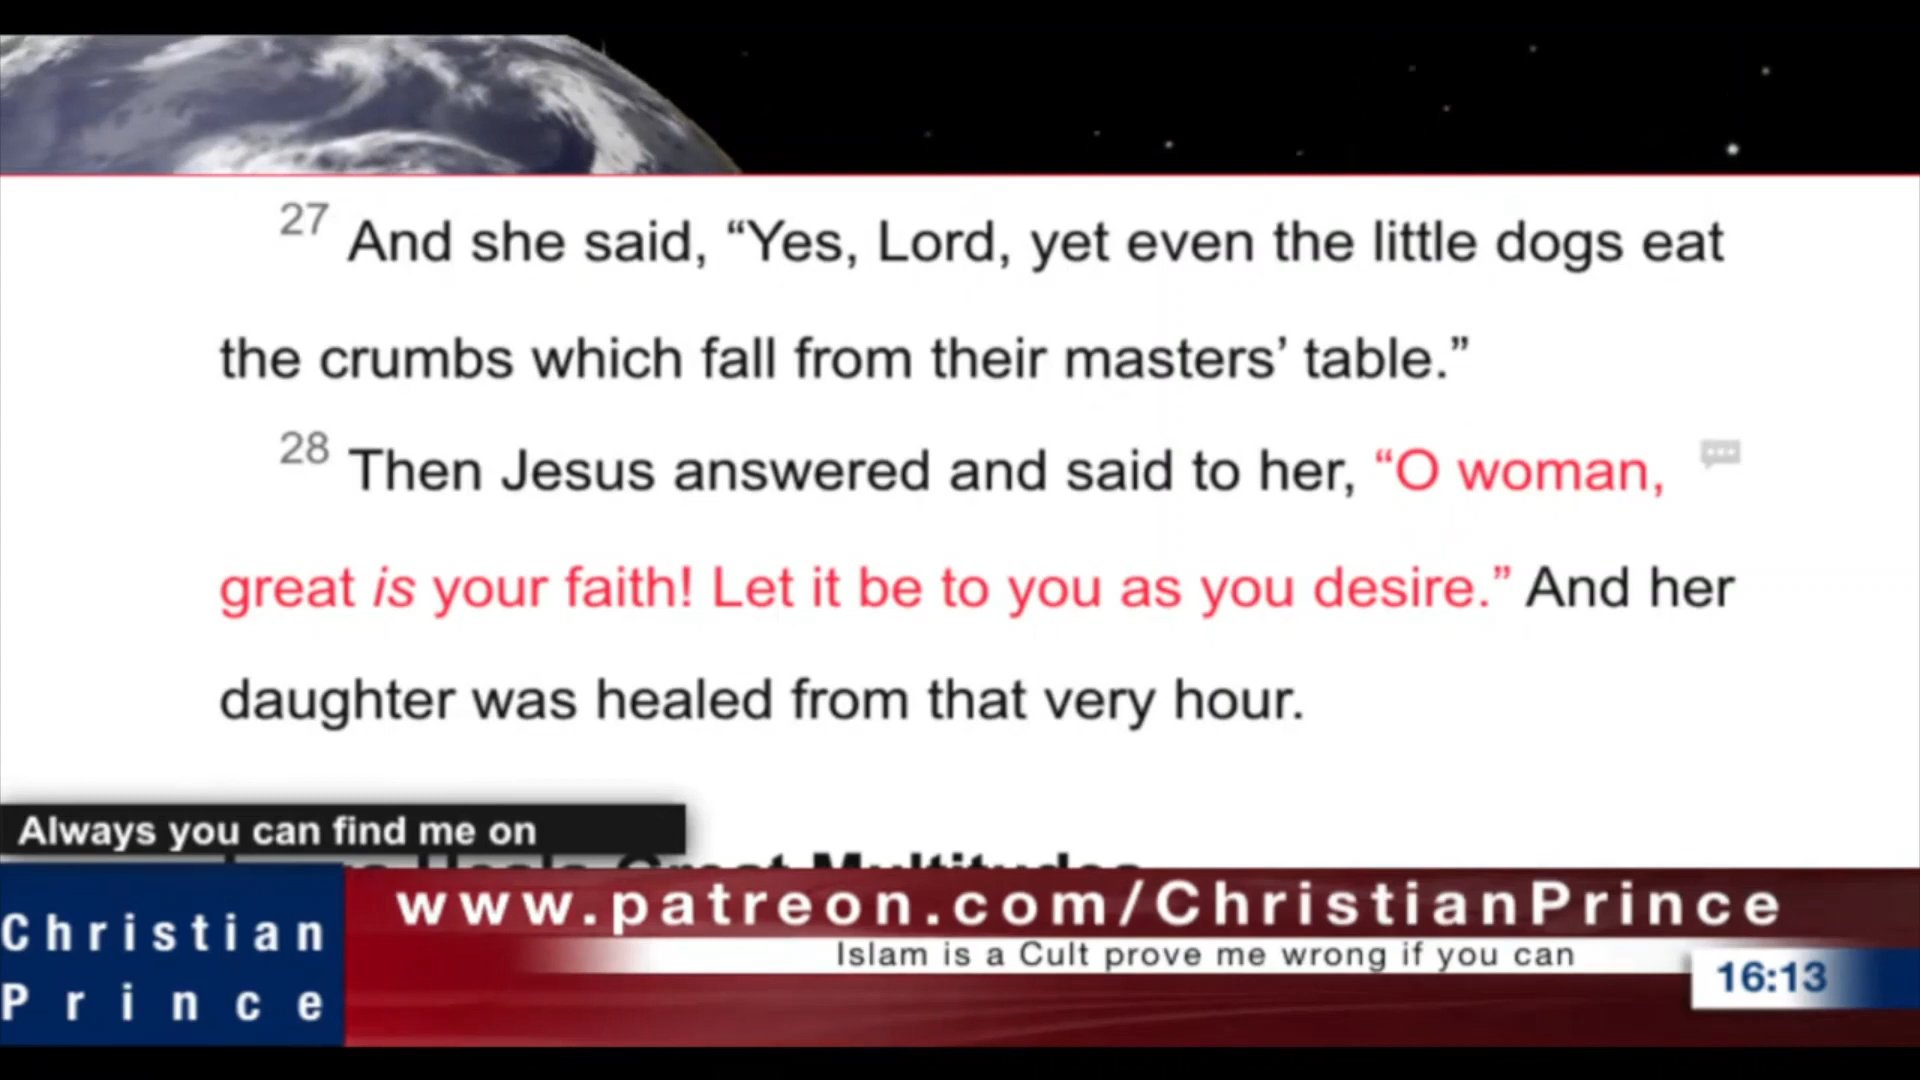 27 And she said, “Yes, Lord, yet even the little dogs eat
the crumbs which fall from their masters’ table.”
28 Then Jesus answered and said to her, “O woman,
great is your faith! Let it be to you as you desire.” And her
daughter was healed from that very hour.
Always you can find me on
Heals Great Multitudes
Christian
Prince
www.patreon.com/ChristianPrince
Islam is a Cult prove me wrong if you can
16:13